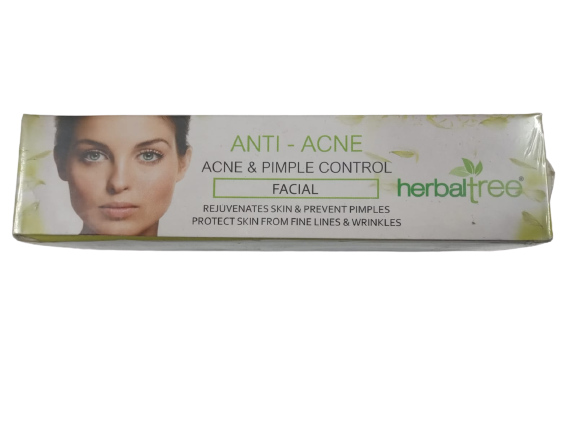 ANTI - ACNE
ACNE & PIMPLE CONTROL
FACIAL
REJUVENATES SKIN & PREVENT PIMPLES
PROTECT SKIN FROM FINE LINES & WRINKLES
herbaltree®